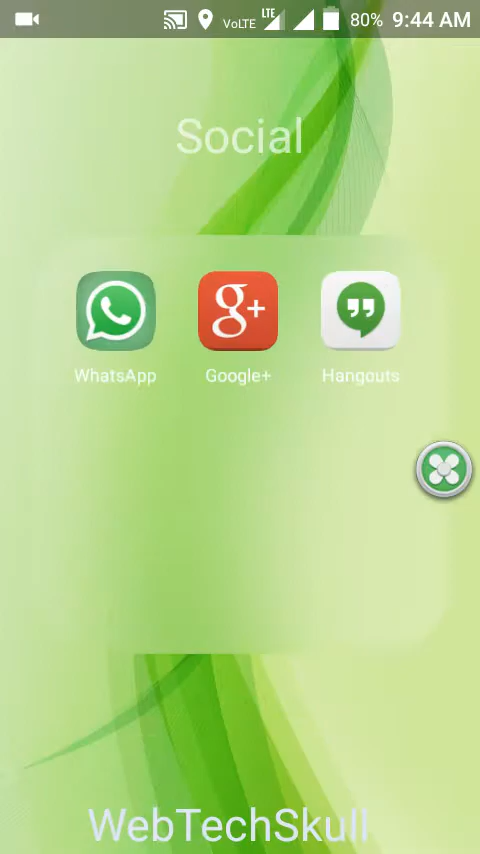 VoLTE LTE 80% 9:44 AM
Social
g+
WhatsApp Google+ Hangouts
WebTechSkull